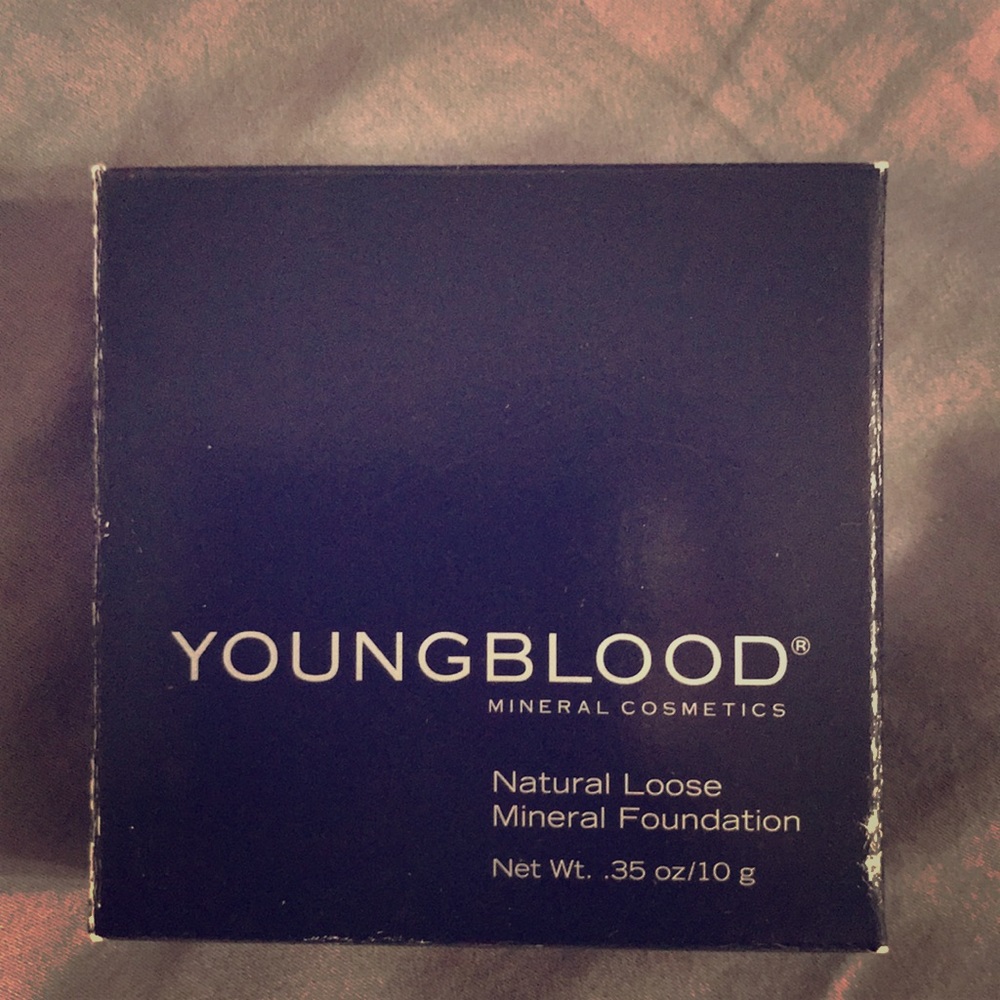 YOUNGBLOOD®
MINERAL COSMETICS
Natural Loose
Mineral Foundation
Net Wt. .35 oz/10 g